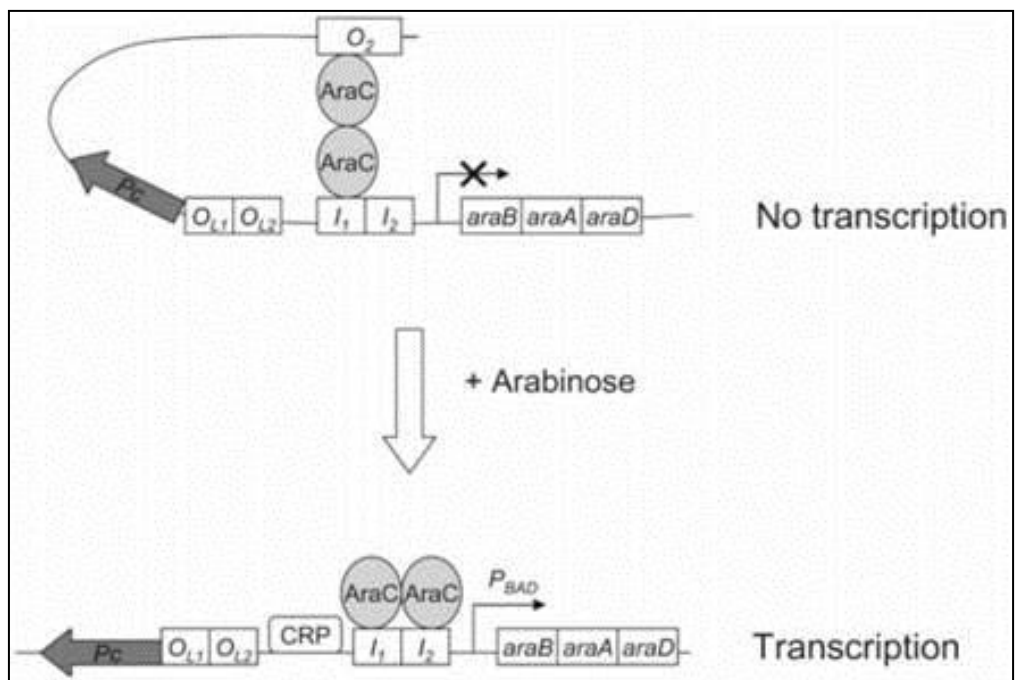 O2
AraC
AraC
Pc
OL1 OL2 I1 I2 araB araA araD
No transcription
+ Arabinose
AraC AraC
PBAD
CRP
Pc OL1 OL2 I1 I2 araB araA araD
Transcription